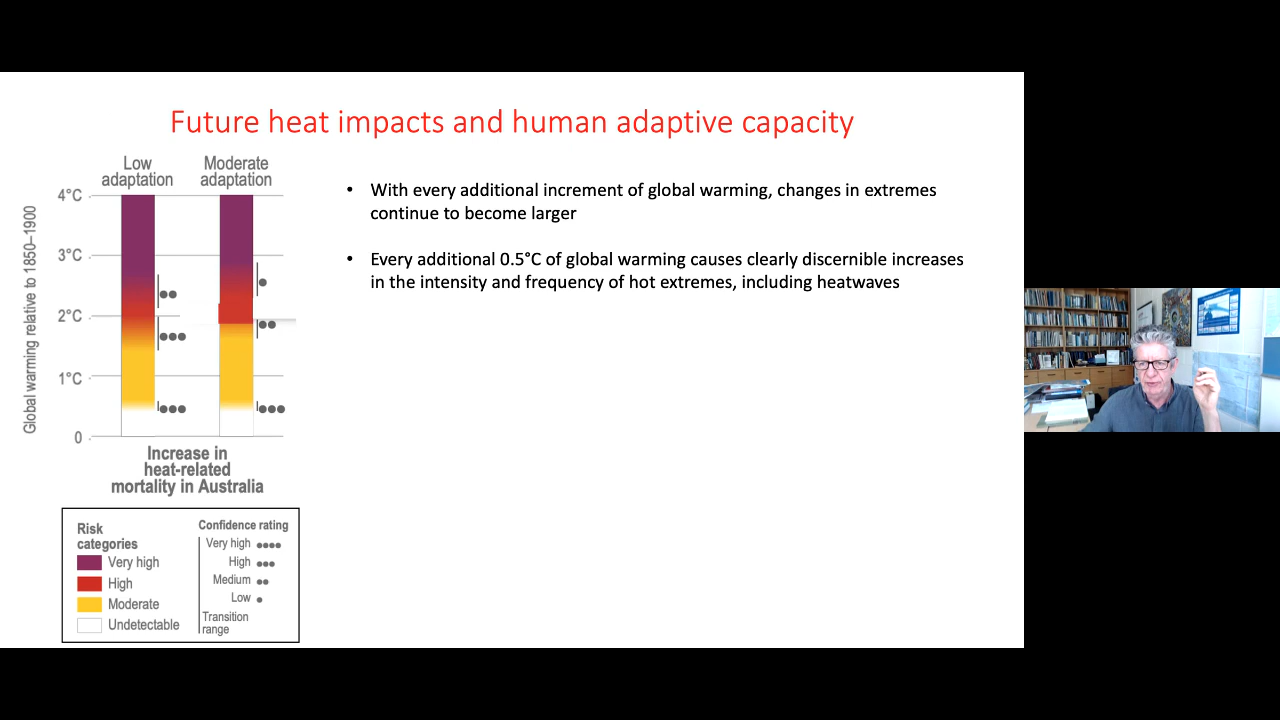 Future heat impacts and human adaptive capacity
Low
adaptation
Moderate
adaptation
Global warming relative to 1850–1900
4°C
3°C
2°C
1°C
0
Increase in
heat-related
mortality in Australia
Risk
categories
Very high
High
Moderate
Undetectable
Confidence rating
Very high
High
Medium
Low
Transition
range
• With every additional increment of global warming, changes in extremes
continue to become larger
• Every additional 0.5°C of global warming causes clearly discernible increases
in the intensity and frequency of hot extremes, including heatwaves